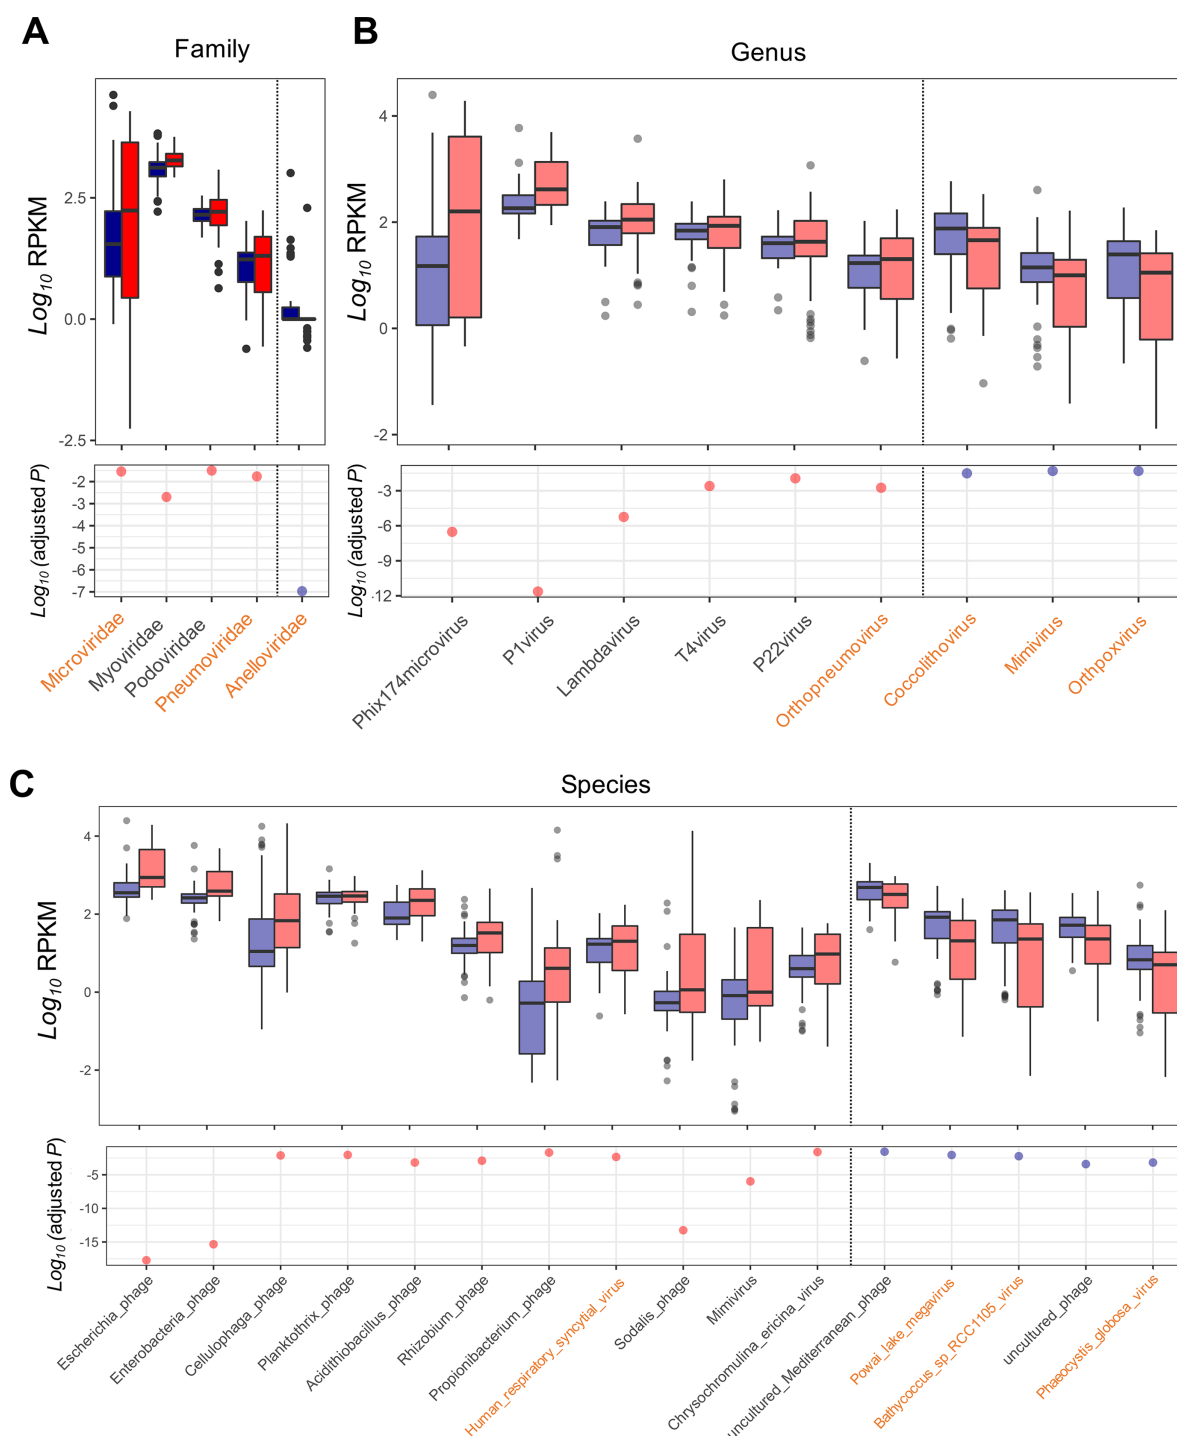 A
Family
B
Genus
Log10 RPKM
2.5
0.0
-2.5
Log10 RPKM
4
2
0
-2
Log10 (adjusted P)
-2
-3
-4
-5
-6
-7
Log10 (adjusted P)
-3
-6
-9
-12
Microviridae
Myoviridae
Podoviridae
Pneumoviridae
Anelloviridae
Phix174microvirus
P1virus
Lambdavirus
T4virus
P22virus
Orthopneumovirus
Coccolithovirus
Mimivirus
Orthpoxvirus
C
Species
Log10 RPKM
4
2
0
-2
Log10 (adjusted P)
-5
-10
-15
Escherichia_phage
Enterobacteria_phage
Cellulophaga_phage
Planktothrix_phage
Acidithiobacillus_phage
Rhizobium_phage
Propionibacterium_phage
Human_respiratory_syncytial_virus
Sodalis_phage
Mimivirus
Chrysochromulina_ericina_virus
uncultured_Mediterranean_phage
Powai_lake_megavirus
Bathycoccus_sp_RCC1105_virus
uncultured_phage
Phaeocystis_globosa_virus